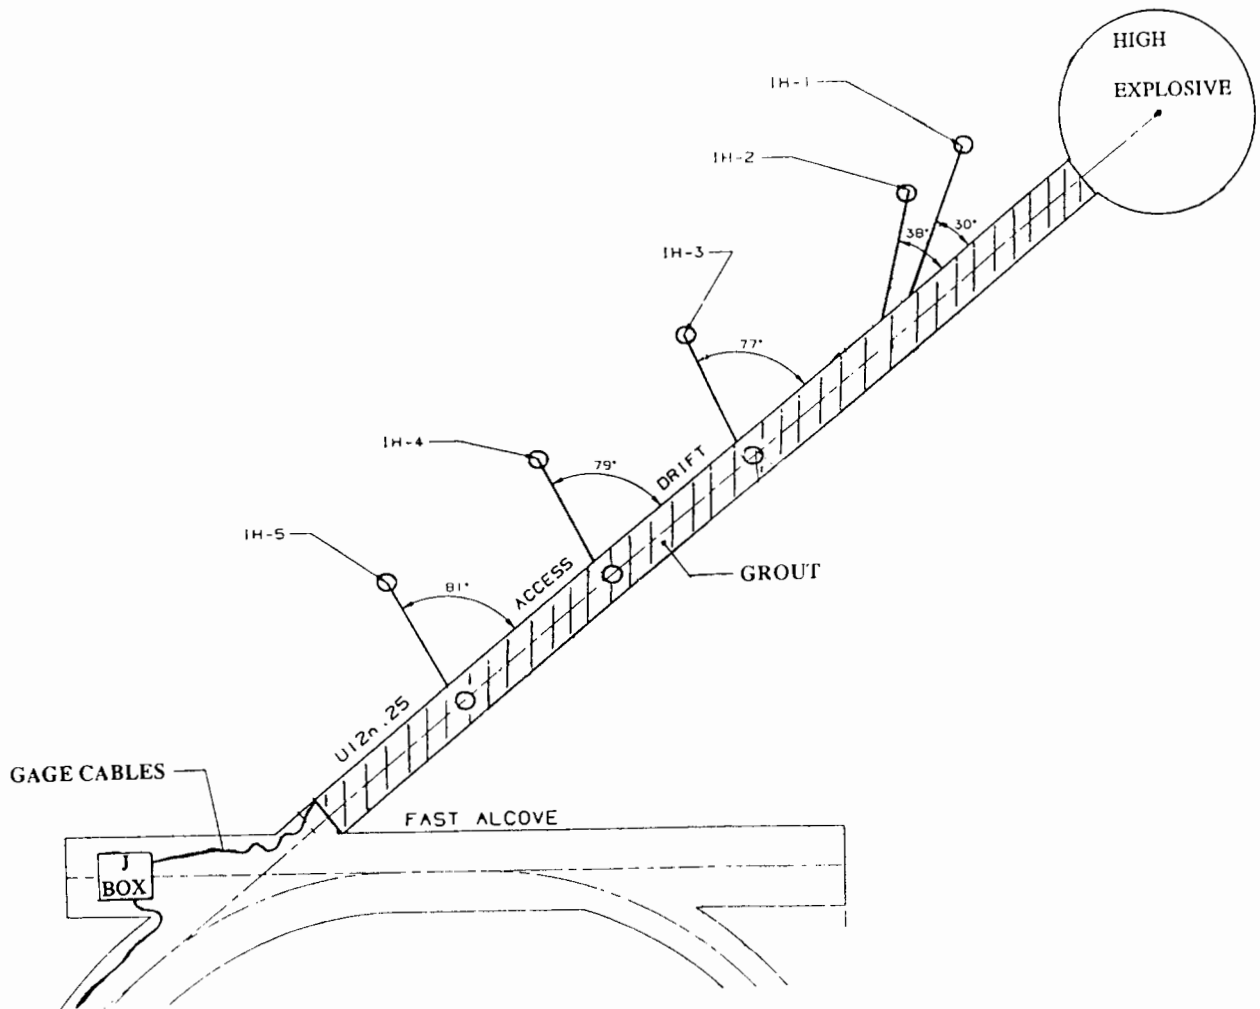 HIGH
EXPLOSIVE
IH-1
IH-2
38°
30°
IH-3
77°
IH-4
79°
DRIFT
GROUT
IH-5
81°
ACCESS
U12n.25
GAGE CABLES
FAST ALCOVE
J
BOX